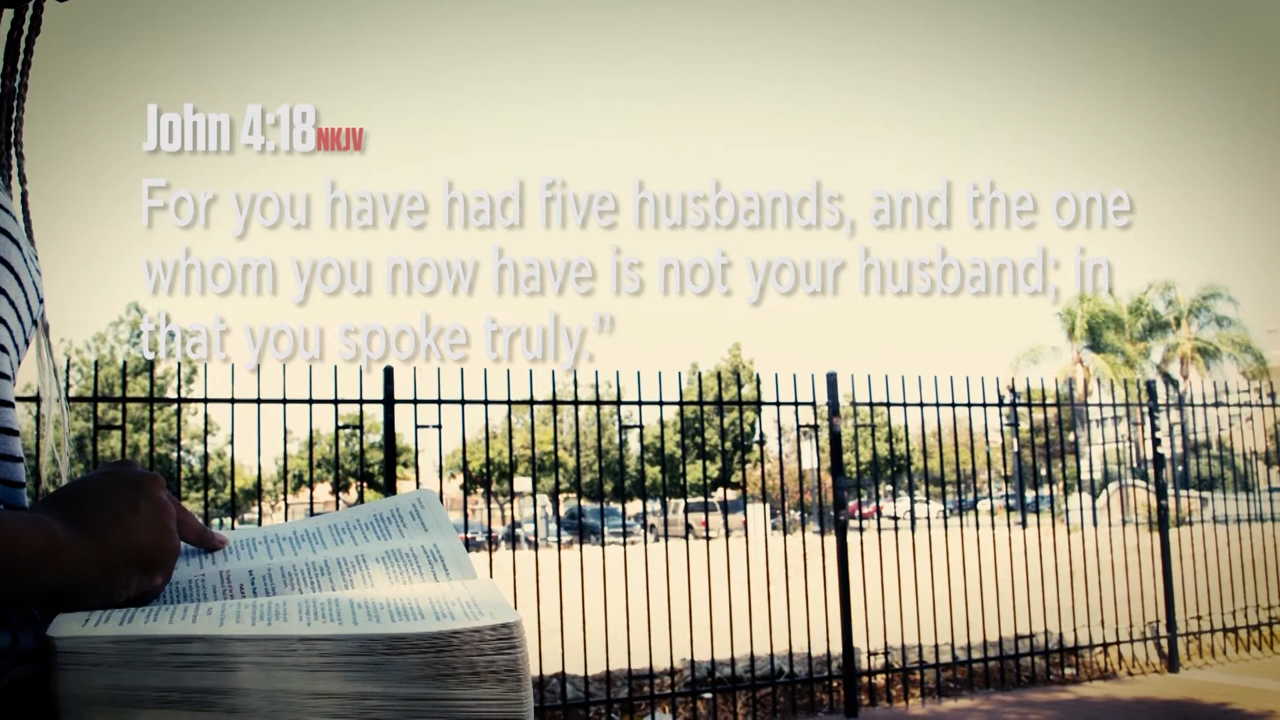 John 4:18NKJV
For you have had five husbands, and the one
whom you now have is not your husband; in
that you spoke truly."